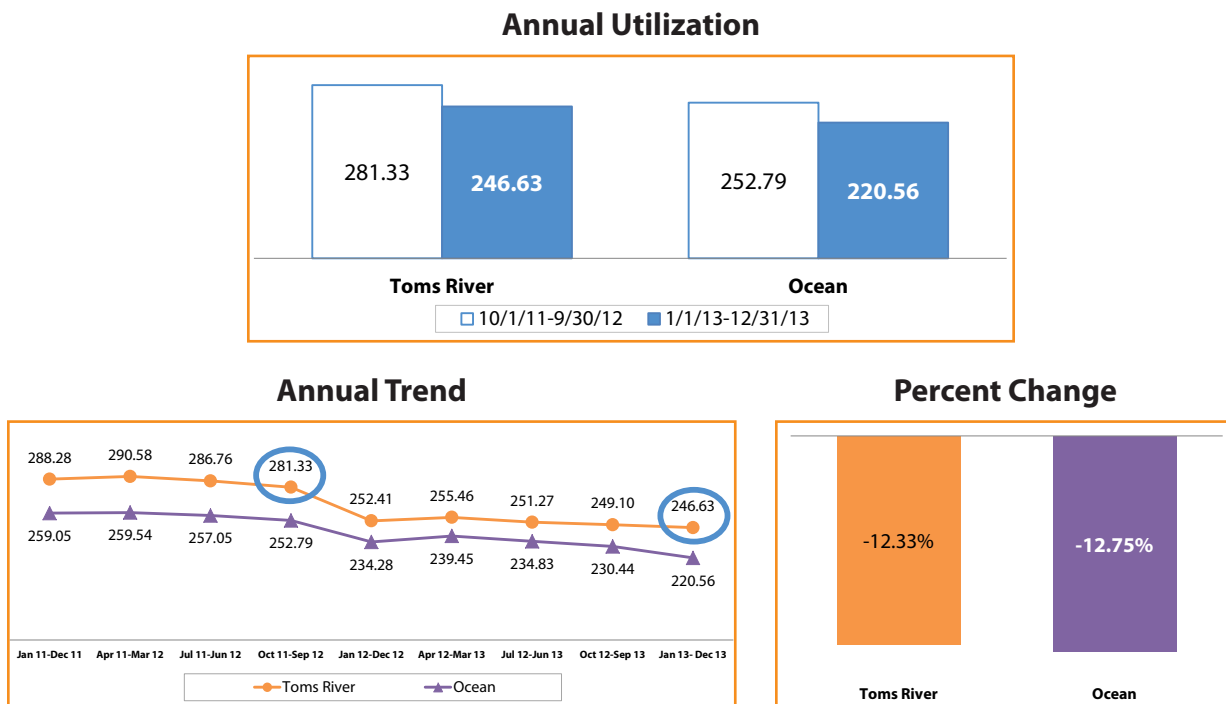 Annual Utilization
281.33
246.63
252.79
220.56
Toms River Ocean
10/1/11-9/30/12 1/1/13-12/31/13
Annual Trend
288.28 290.58 286.76 281.33 252.41 255.46 251.27 249.10 246.63
259.05 259.54 257.05 252.79 234.28 239.45 234.83 230.44 220.56
Jan 11-Dec 11 Apr 11-Mar 12 Jul 11-Jun 12 Oct 11-Sep 12 Jan 12-Dec 12 Apr 12-Mar 13 Jul 12-Jun 13 Oct 12-Sep 13 Jan 13- Dec 13
Toms River Ocean
Percent Change
-12.33% -12.75%
Toms River Ocean